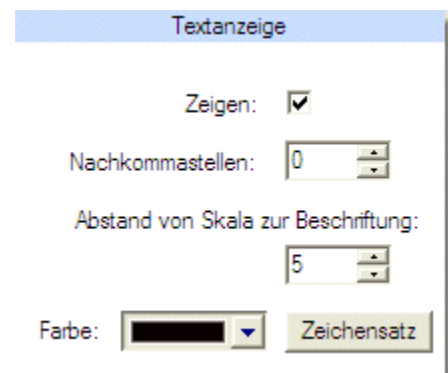 Textanzeige
Zeigen:
Nachkommastellen: 0
Abstand von Skala zur Beschriftung:
5
Farbe: Zeichensatz